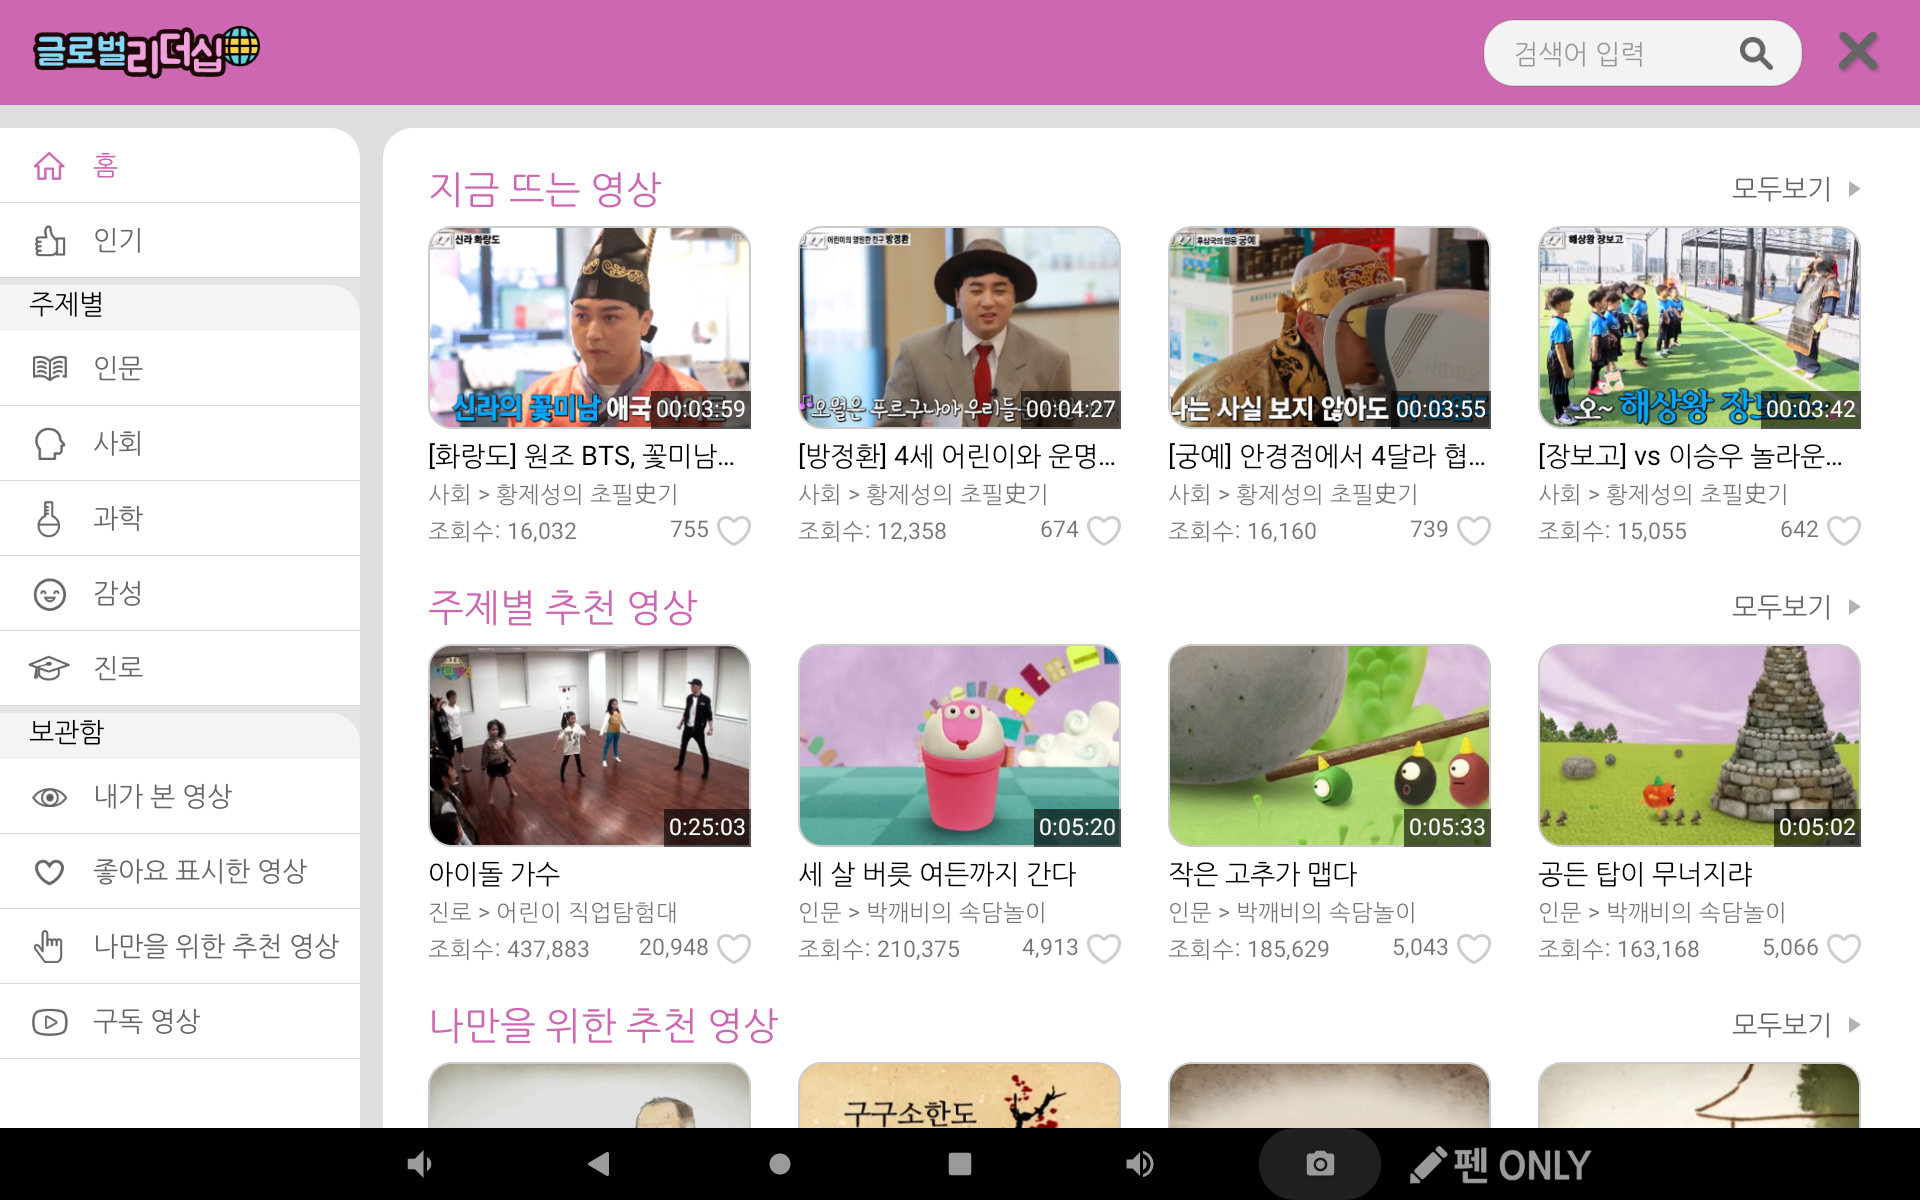 글로벌리더십
검색어 입력
홈
인기
주제별
인문
사회
과학
감성
진로
보관함
내가 본 영상
좋아요 표시한 영상
나만을 위한 추천 영상
구독 영상
지금 뜨는 영상
모두보기
신라 화랑도
신라의 꽃미남 애국
00:03:59
[화랑도] 원조 BTS, 꽃미남...
사회 > 황제성의 초필史기
조회수: 16,032
755
어린이의 영원한 친구 방정환
오월은 푸르구나아 우리들
00:04:27
[방정환] 4세 어린이와 운명...
사회 > 황제성의 초필史기
조회수: 12,358
674
후삼국의 영웅 궁예
나는 사실 보지 않아도
00:03:55
[궁예] 안경점에서 4달라 협...
사회 > 황제성의 초필史기
조회수: 16,160
739
해상왕 장보고
오~ 해상왕 장보고
00:03:42
[장보고] vs 이승우 놀라운...
사회 > 황제성의 초필史기
조회수: 15,055
642
주제별 추천 영상
모두보기
0:25:03
아이돌 가수
진로 > 어린이 직업탐험대
조회수: 437,883
20,948
0:05:20
세 살 버릇 여든까지 간다
인문 > 박깨비의 속담놀이
조회수: 210,375
4,913
0:05:33
작은 고추가 맵다
인문 > 박깨비의 속담놀이
조회수: 185,629
5,043
0:05:02
공든 탑이 무너지랴
인문 > 박깨비의 속담놀이
조회수: 163,168
5,066
나만을 위한 추천 영상
모두보기
구구소한도
펜 ONLY